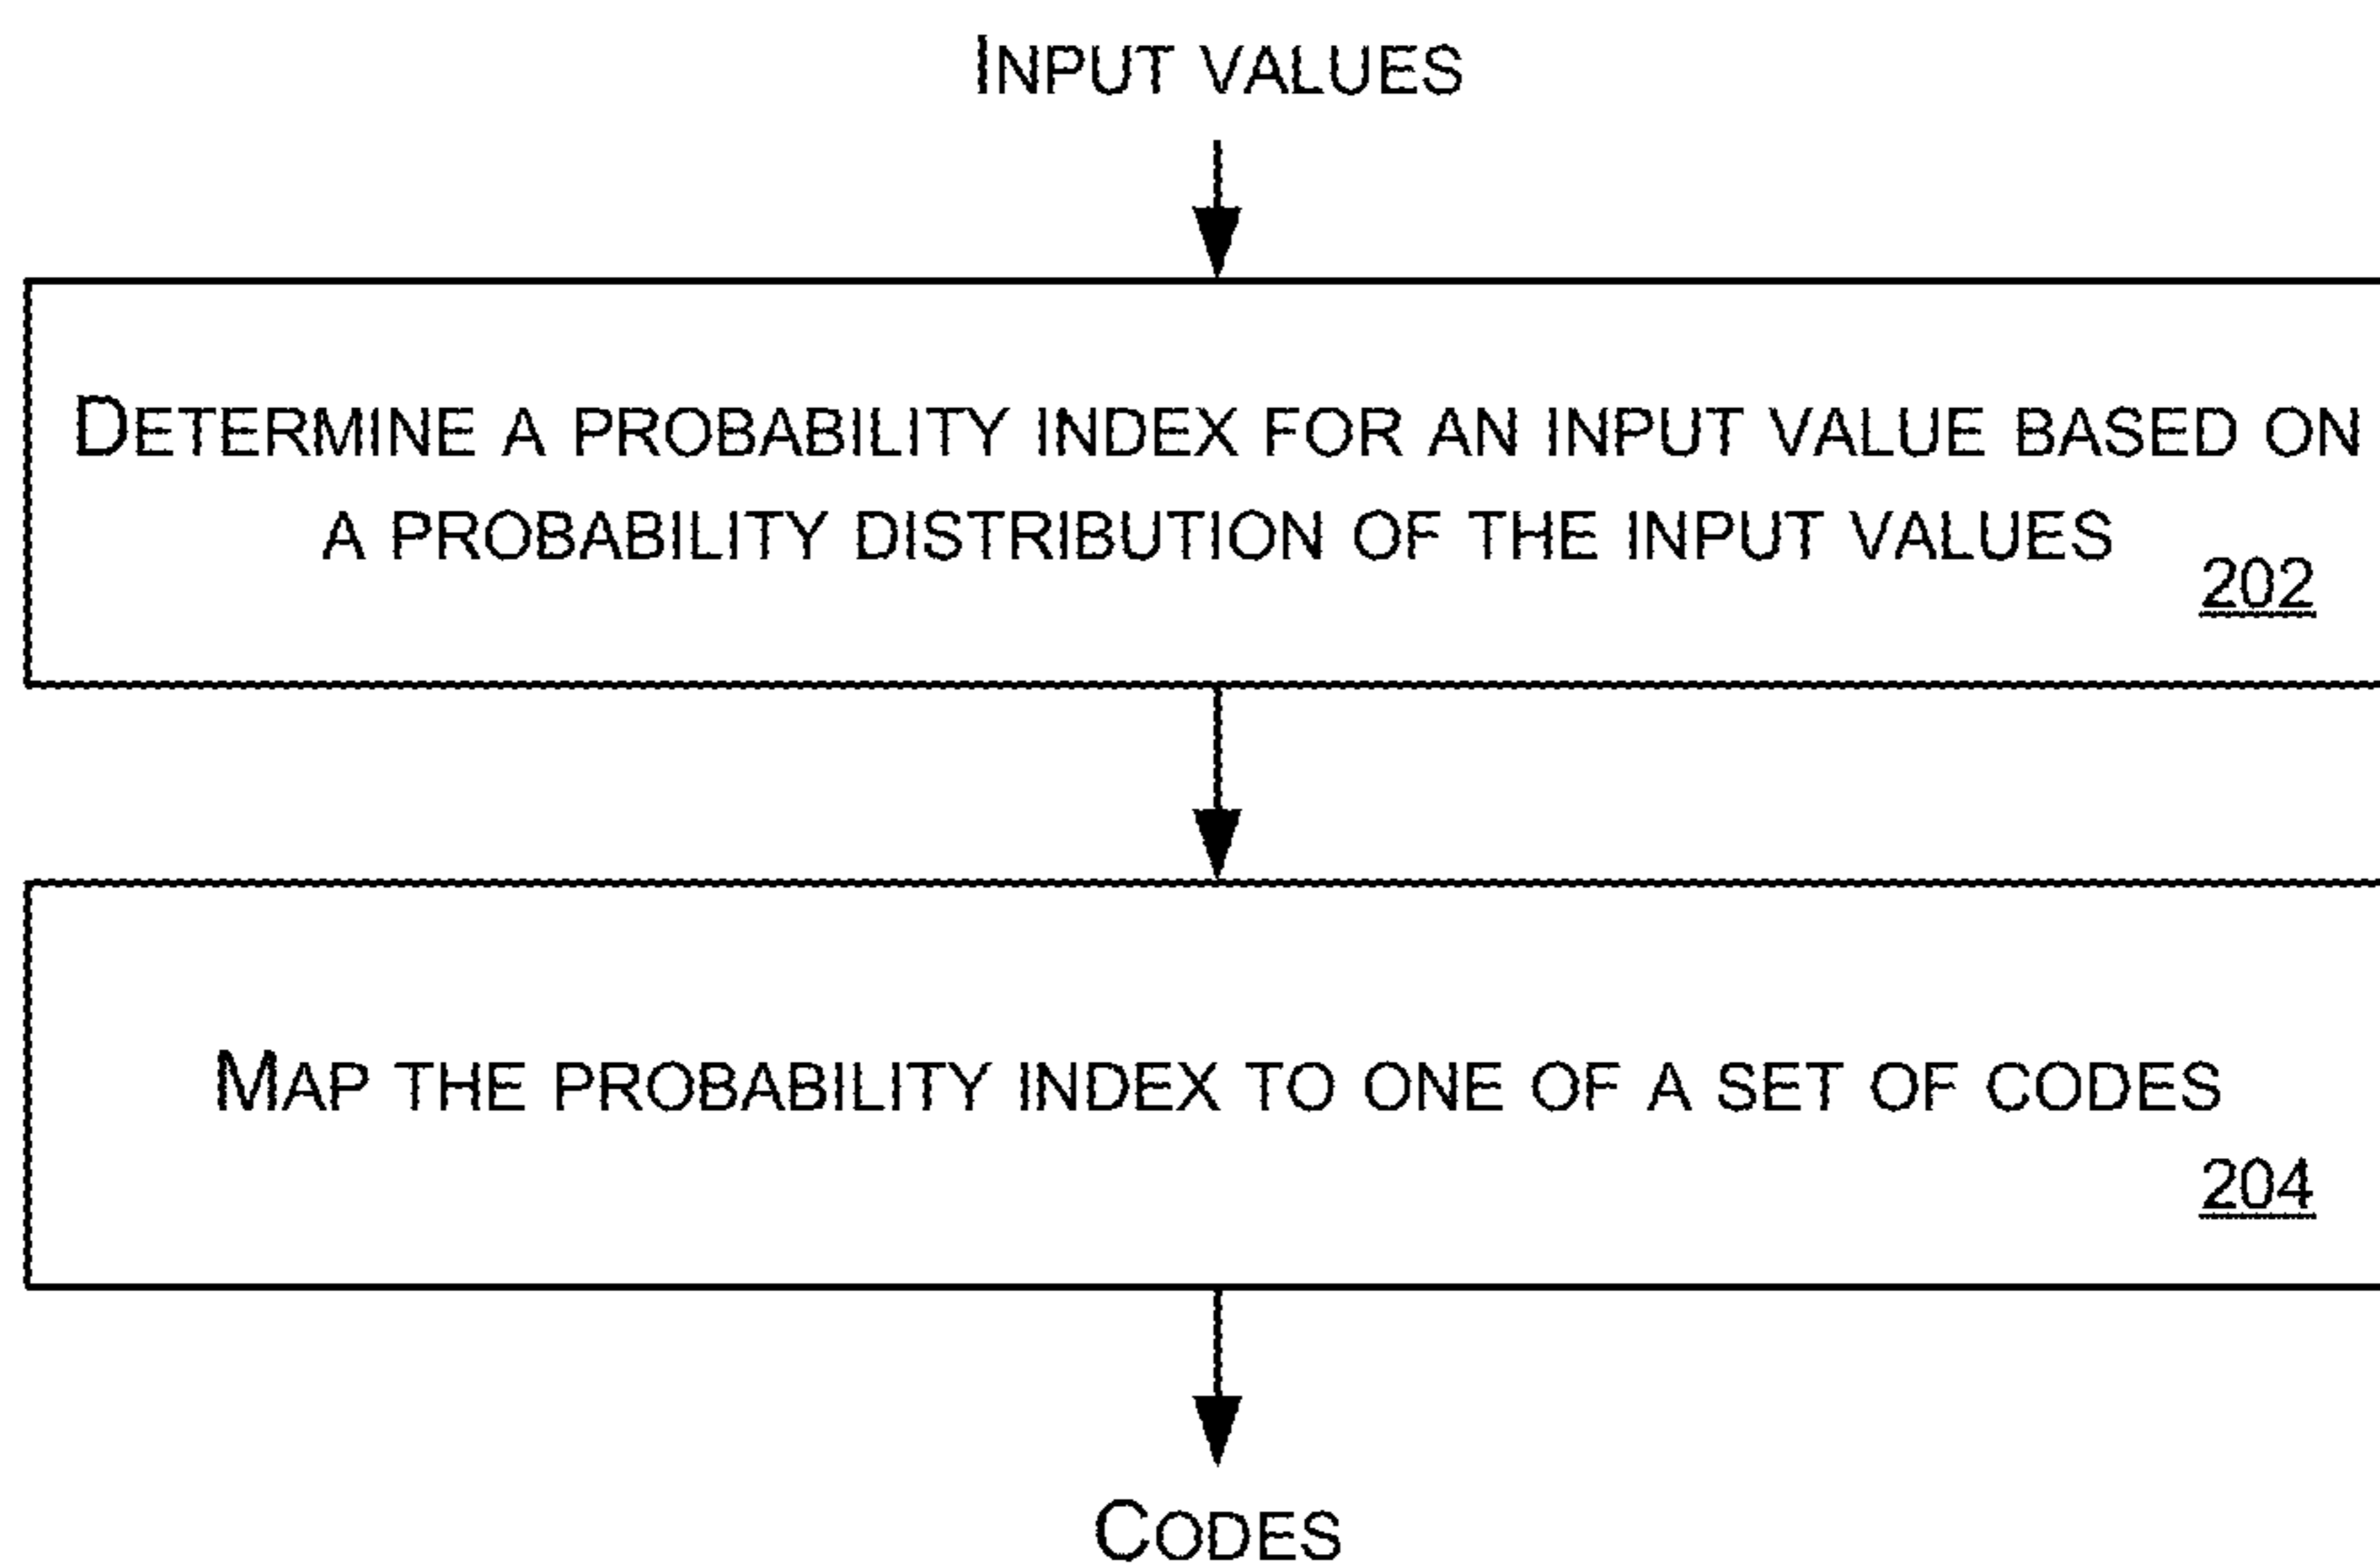 INPUT VALUES
DETERMINE A PROBABILITY INDEX FOR AN INPUT VALUE BASED ON
A PROBABILITY DISTRIBUTION OF THE INPUT VALUES
202
MAP THE PROBABILITY INDEX TO ONE OF A SET OF CODES
204
CODES